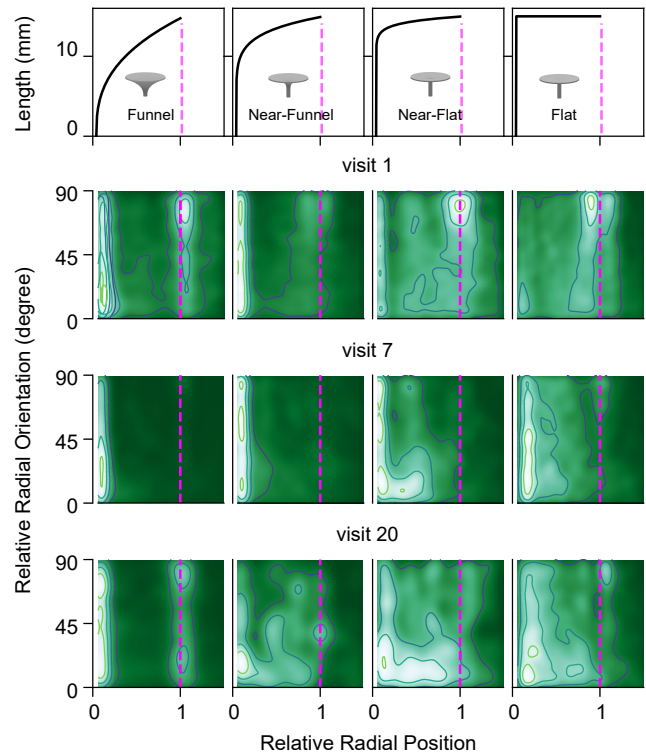 Length (mm)
10
0
Funnel
Near-Funnel
Near-Flat
Flat
visit 1
90
45
0
visit 7
90
45
0
visit 20
90
45
0
Relative Radial Orientation (degree)
0
1
0
1
0
1
0
1
Relative Radial Position